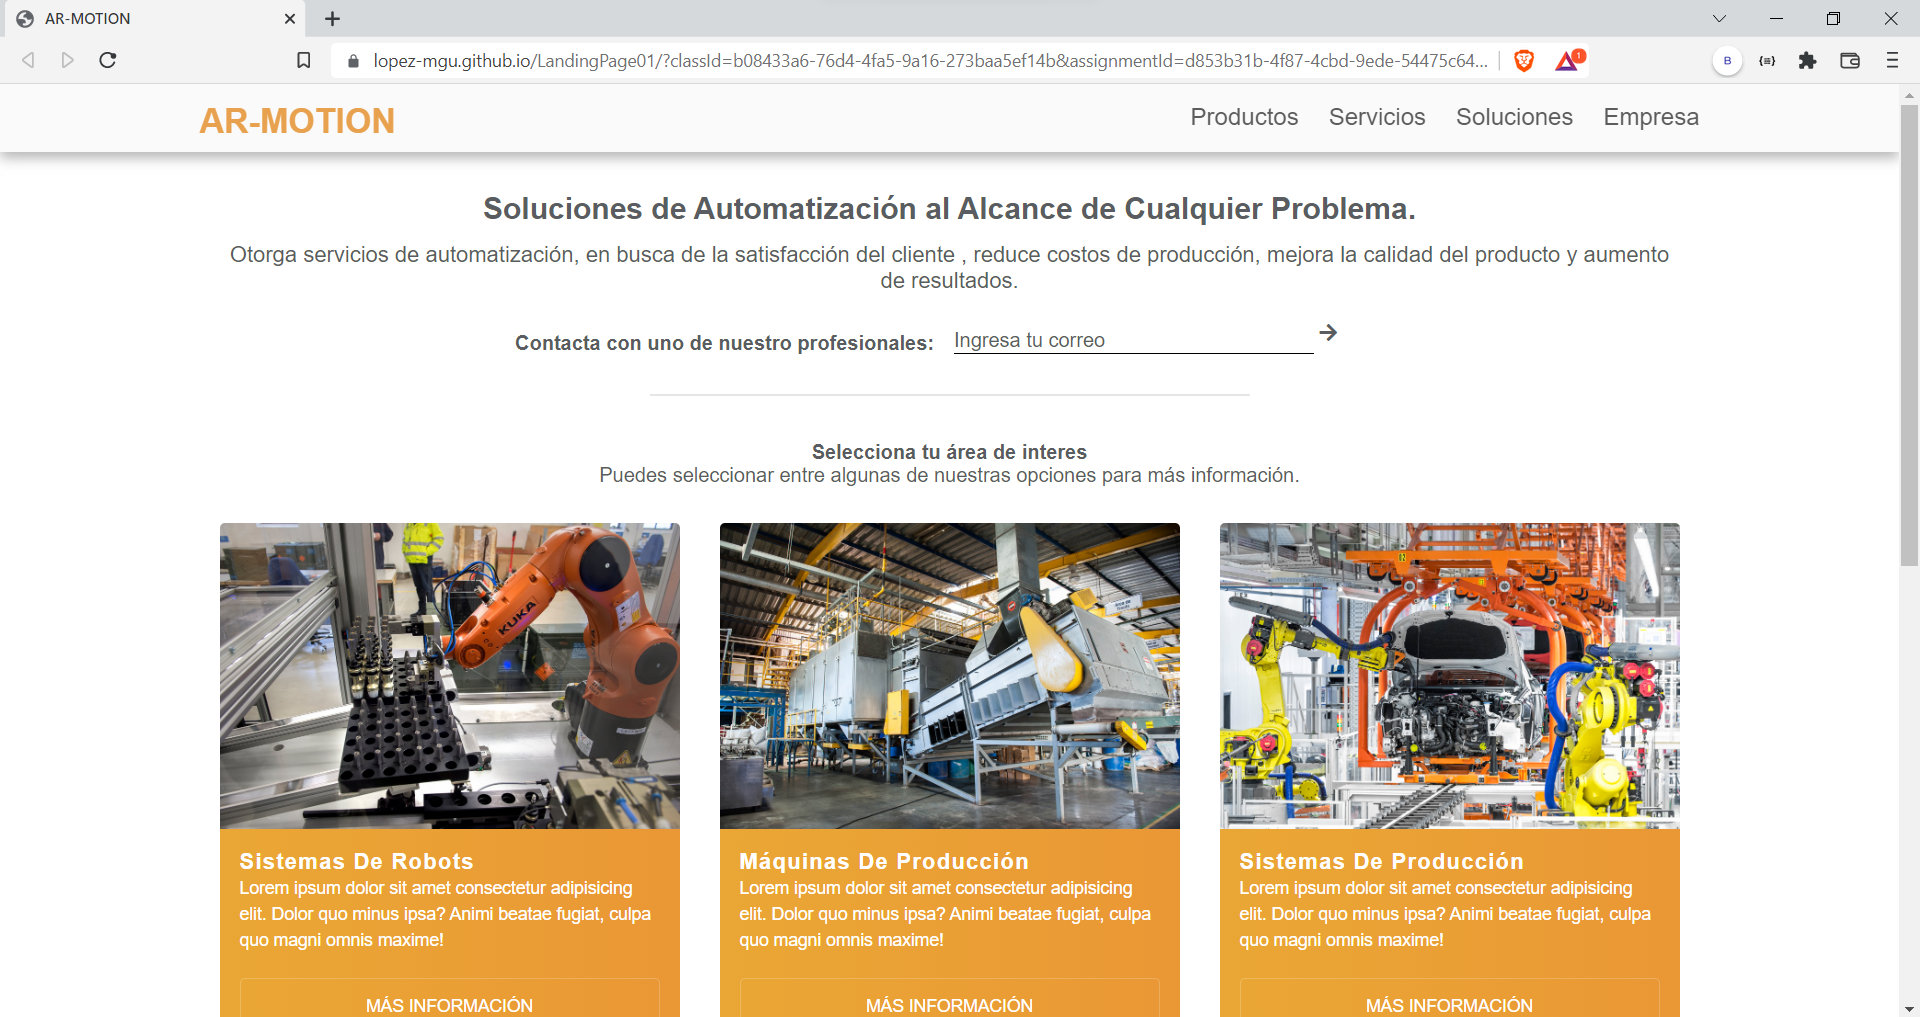 AR-MOTION
lopez-mgu.github.io/LandingPage01/?classId=b08433a6-76d4-4fa5-9a16-273baa5ef14b&assignmentId=d853b31b-4f87-4cbd-9ede-54475c64...
1
B
AR-MOTION
Productos Servicios Soluciones Empresa
Soluciones de Automatización al Alcance de Cualquier Problema.
Otorga servicios de automatización, en busca de la satisfacción del cliente , reduce costos de producción, mejora la calidad del producto y aumento
de resultados.
Contacta con uno de nuestro profesionales: Ingresa tu correo
Selecciona tu área de interes
Puedes seleccionar entre algunas de nuestras opciones para más información.
KUKA
Sistemas De Robots
Lorem ipsum dolor sit amet consectetur adipisicing
elit. Dolor quo minus ipsa? Animi beatae fugiat, culpa
quo magni omnis maxime!
MÁS INFORMACIÓN
Máquinas De Producción
Lorem ipsum dolor sit amet consectetur adipisicing
elit. Dolor quo minus ipsa? Animi beatae fugiat, culpa
quo magni omnis maxime!
MÁS INFORMACIÓN
Sistemas De Producción
Lorem ipsum dolor sit amet consectetur adipisicing
elit. Dolor quo minus ipsa? Animi beatae fugiat, culpa
quo magni omnis maxime!
MÁS INFORMACIÓN